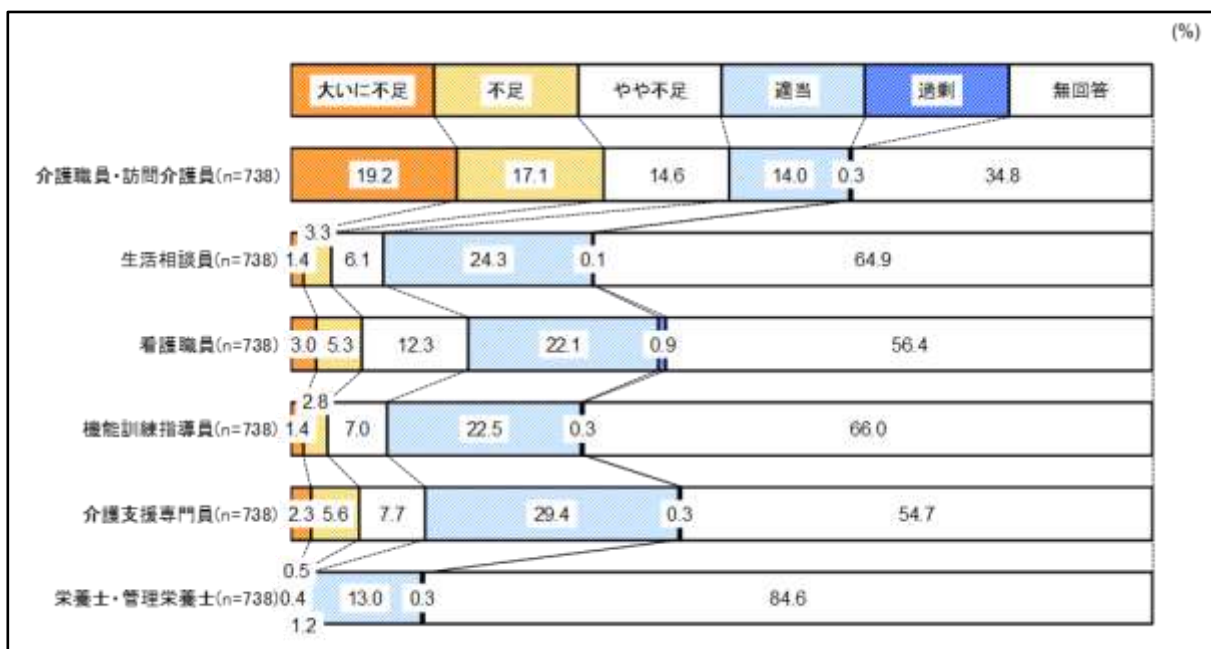 (%)
大いに不足 不足 やや不足 適当 過剰 無回答
介護職員・訪問介護員(n=738) 19.2 17.1 14.6 14.0 0.3 34.8
3.3
生活相談員(n=738) 1.4 6.1 24.3 0.1 64.9
看護職員(n=738) 3.0 5.3 12.3 22.1 0.9 56.4
2.8
機能訓練指導員(n=738) 1.4 7.0 22.5 0.3 66.0
介護支援専門員(n=738) 2.3 5.6 7.7 29.4 0.3 54.7
0.5
栄養士・管理栄養士(n=738) 0.4 13.0 0.3 84.6
1.2